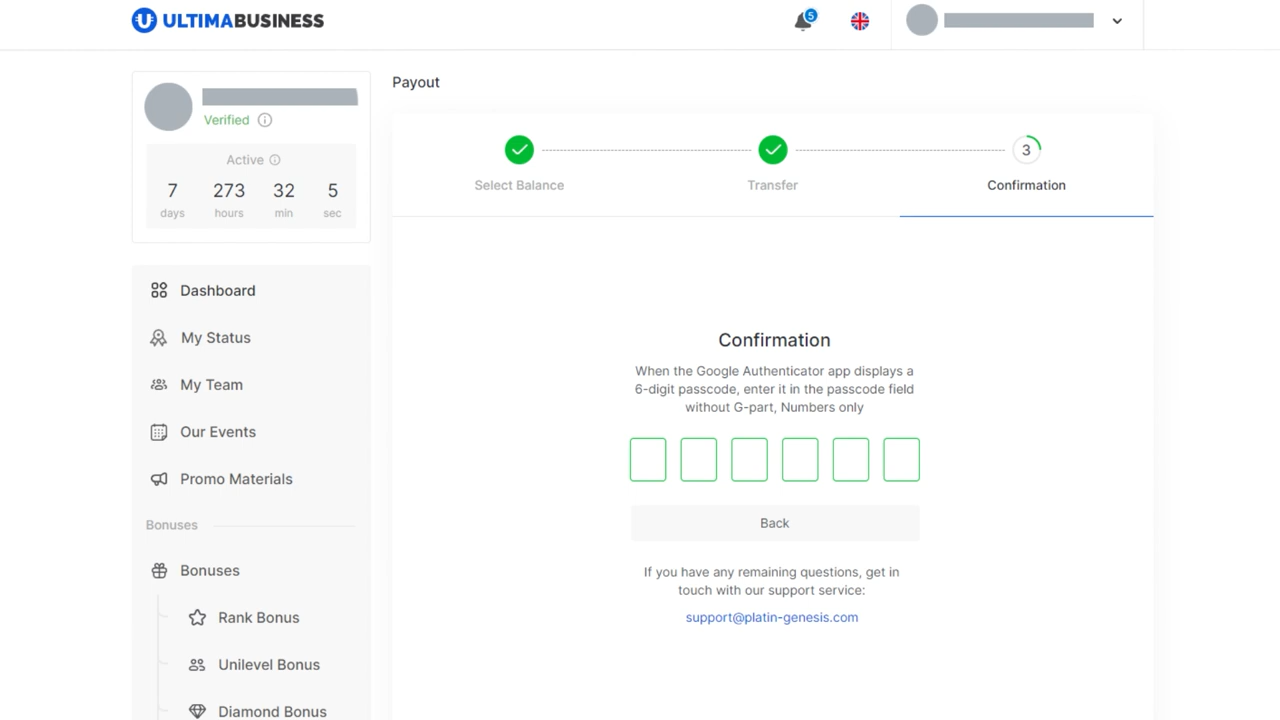 ULTIMABUSINESS
5
Verified
Active
7 273 32 5
days hours min sec
Dashboard
My Status
My Team
Our Events
Promo Materials
Bonuses
Bonuses
Rank Bonus
Unilevel Bonus
Diamond Bonus
Payout
3
Select Balance Transfer Confirmation
Confirmation
When the Google Authenticator app displays a
6-digit passcode, enter it in the passcode field
without G-part, Numbers only
Back
If you have any remaining questions, get in
touch with our support service:
support@platin-genesis.com